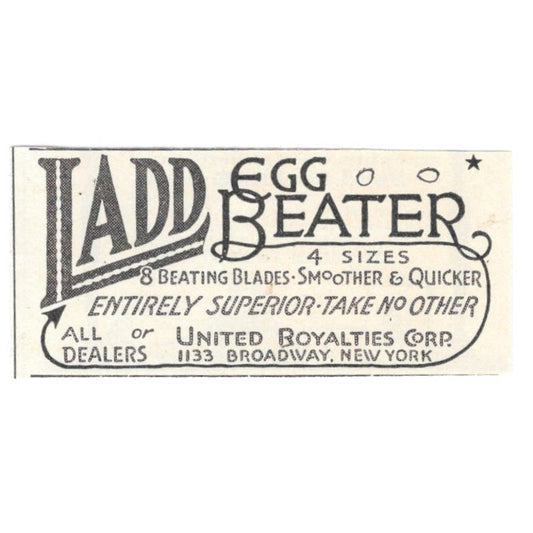 LADD EGG BEATER
4 SIZES
8 BEATING BLADES · SMOOTHER & QUICKER
ENTIRELY SUPERIOR · TAKE NO OTHER
ALL or DEALERS
UNITED ROYALTIES CORP.
1133 BROADWAY, NEW YORK